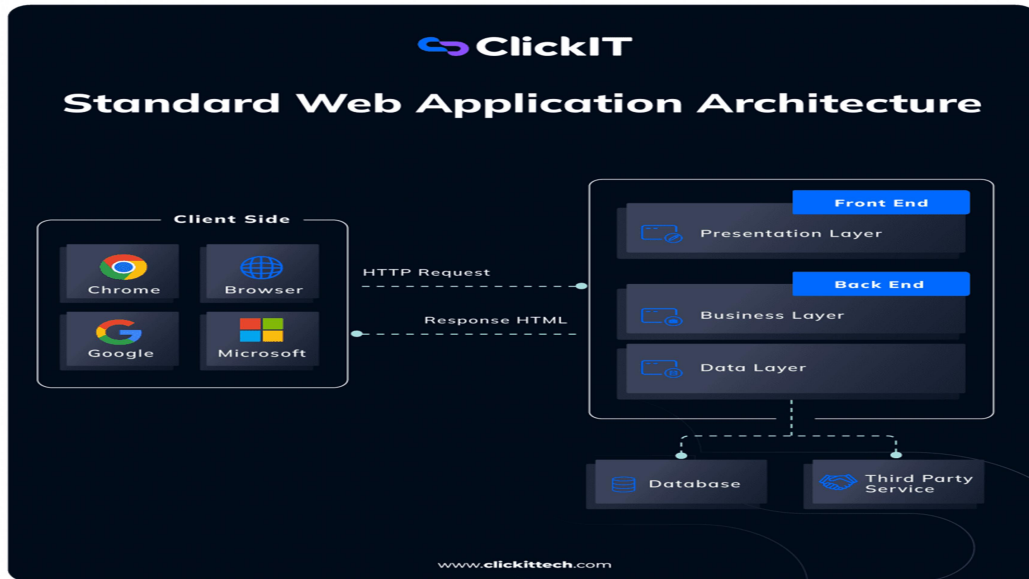 ClickIT
Standard Web Application Architecture
Client Side
Chrome
Browser
Google
Microsoft
HTTP Request
Response HTML
Front End
Presentation Layer
Back End
Business Layer
Data Layer
Database
Third Party
Service
www.clickittech.com